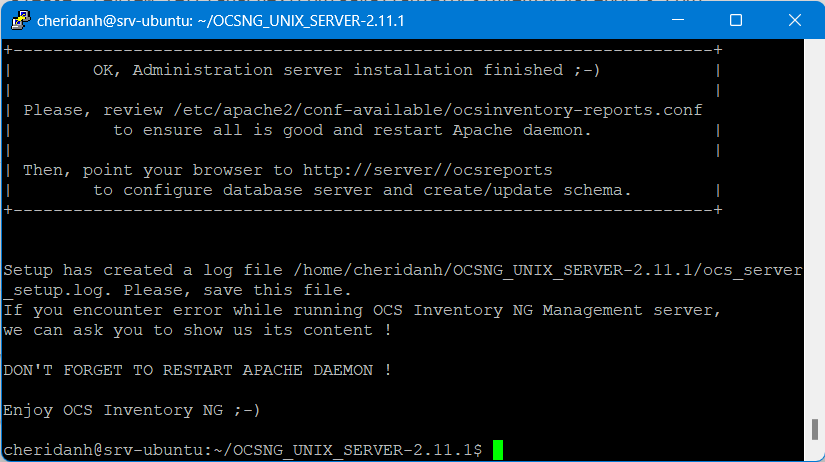 cheridanh@srv-ubuntu: ~/OCSNG_UNIX_SERVER-2.11.1
+----------------------------------------------------------------------+
|        OK, Administration server installation finished ;-)           |
|                                                                      |
| Please, review /etc/apache2/conf-available/ocsinventory-reports.conf
|          to ensure all is good and restart Apache daemon.            |
|                                                                      |
| Then, point your browser to http://server//ocsreports
|        to configure database server and create/update schema.        |
+----------------------------------------------------------------------+
Setup has created a log file /home/cheridanh/OCSNG_UNIX_SERVER-2.11.1/ocs_server
_setup.log. Please, save this file.
If you encounter error while running OCS Inventory NG Management server,
we can ask you to show us its content !
DON'T FORGET TO RESTART APACHE DAEMON !
Enjoy OCS Inventory NG ;-)
cheridanh@srv-ubuntu:~/OCSNG_UNIX_SERVER-2.11.1$